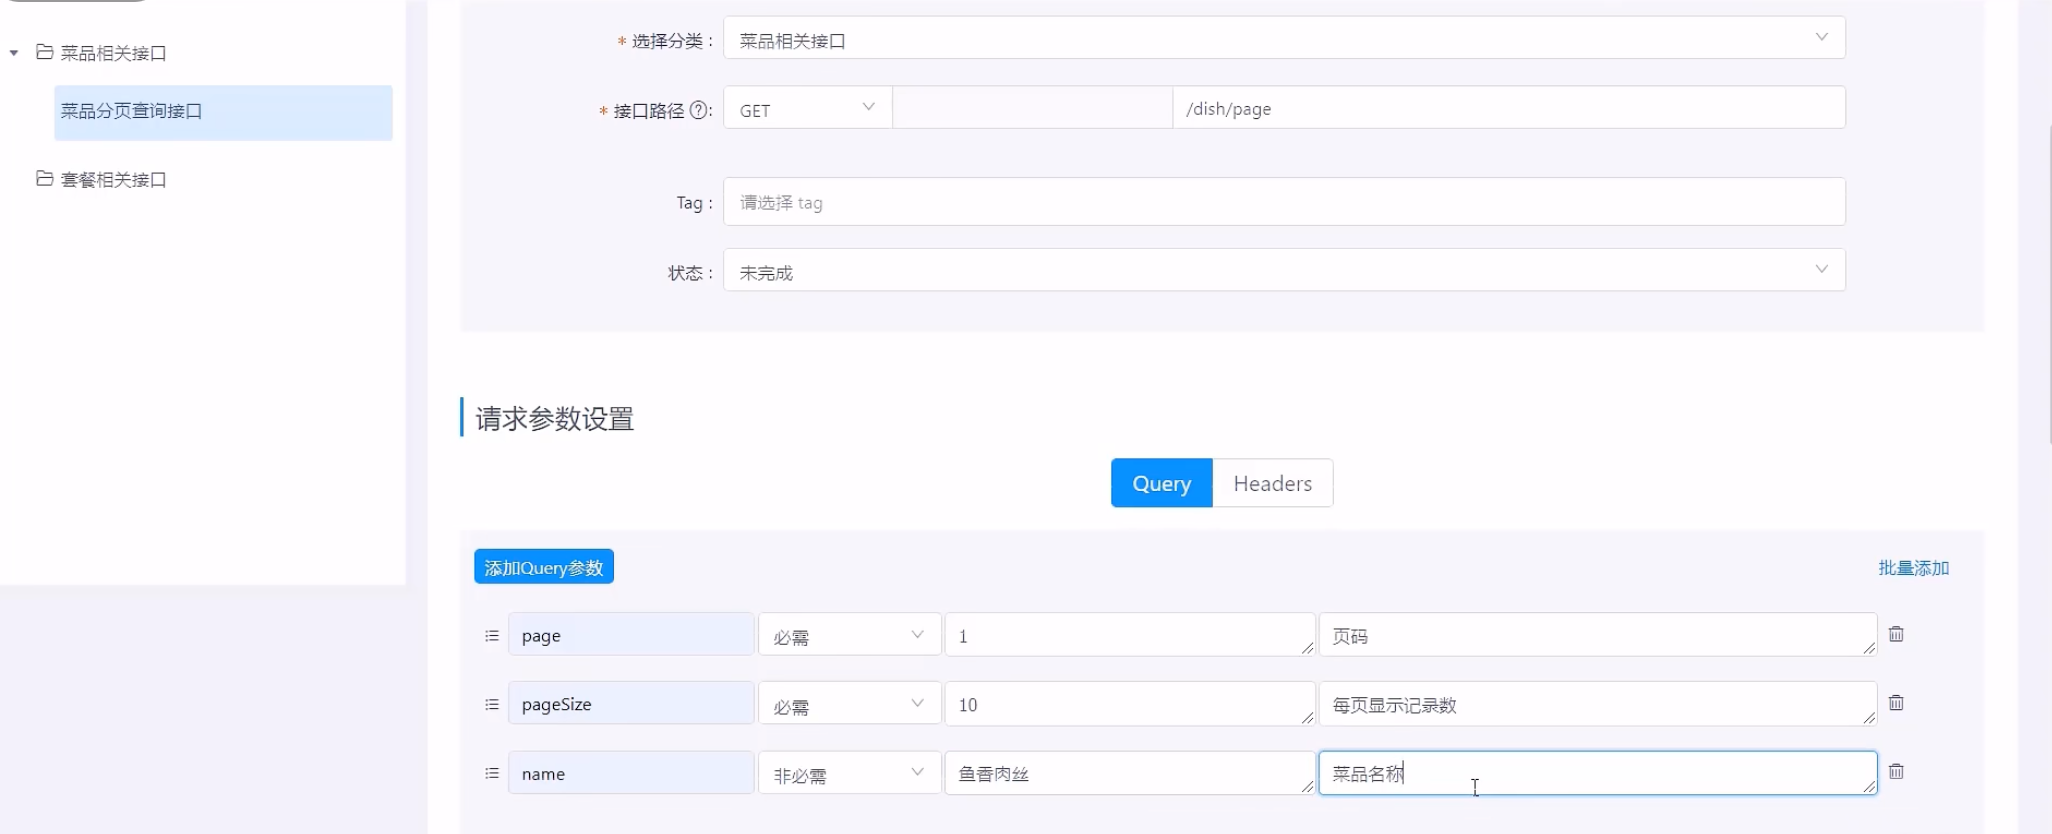 菜品相关接口
菜品分页查询接口
套餐相关接口
* 选择分类 : 菜品相关接口
* 接口路径 ?: GET /dish/page
Tag : 请选择 tag
状态 : 未完成
请求参数设置
Query Headers
添加Query参数 批量添加
page 必需 1 页码
pageSize 必需 10 每页显示记录数
name 非必需 鱼香肉丝 菜品名称